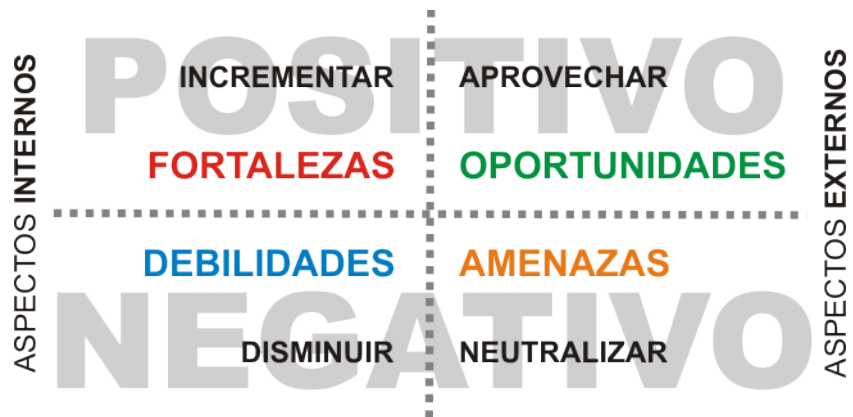 POSITIVO
INCREMENTAR
APROVECHAR
FORTALEZAS
OPORTUNIDADES
DEBILIDADES
AMENAZAS
NEGATIVO
DISMINUIR
NEUTRALIZAR
ASPECTOS INTERNOS
ASPECTOS EXTERNOS